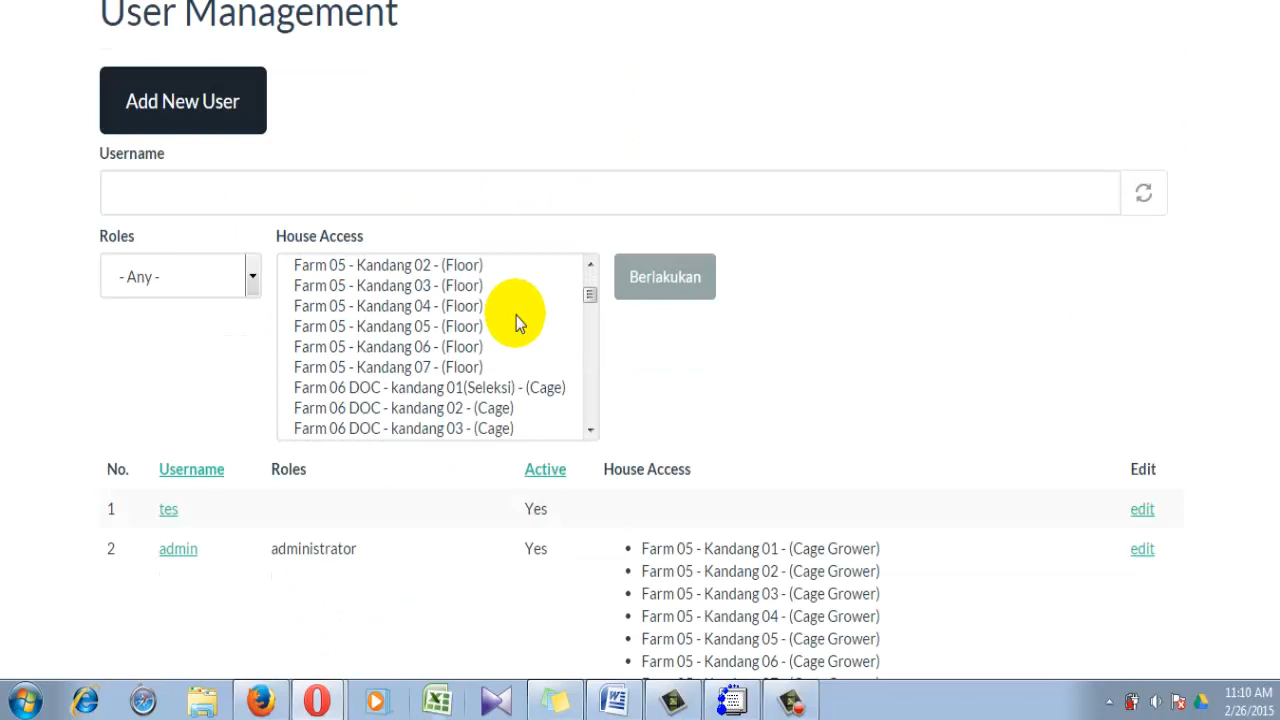 User Management
Add New User
Username
Roles
House Access
- Any -
Farm 05 - Kandang 02 - (Floor)
Farm 05 - Kandang 03 - (Floor)
Farm 05 - Kandang 04 - (Floor)
Farm 05 - Kandang 05 - (Floor)
Farm 05 - Kandang 06 - (Floor)
Farm 05 - Kandang 07 - (Floor)
Farm 06 DOC - kandang 01(Seleksi) - (Cage)
Farm 06 DOC - kandang 02 - (Cage)
Farm 06 DOC - kandang 03 - (Cage)
Berlakukan
No. Username Roles Active House Access Edit
1 tes Yes edit
2 admin administrator Yes • Farm 05 - Kandang 01 - (Cage Grower) edit
• Farm 05 - Kandang 02 - (Cage Grower)
• Farm 05 - Kandang 03 - (Cage Grower)
• Farm 05 - Kandang 04 - (Cage Grower)
• Farm 05 - Kandang 05 - (Cage Grower)
• Farm 05 - Kandang 06 - (Cage Grower)
11:10 AM
2/26/2015